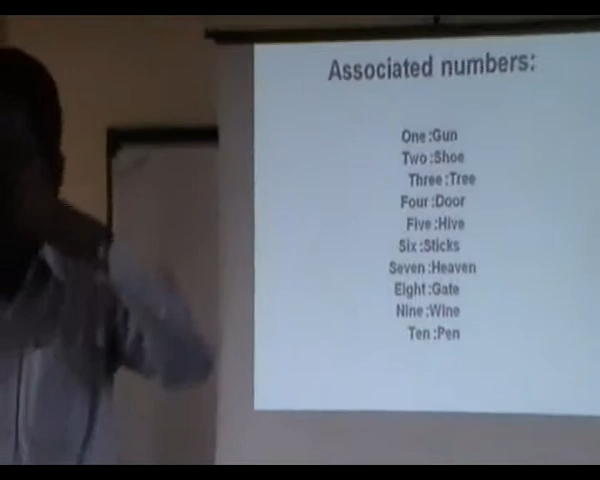 Associated numbers:
One :Gun
Two :Shoe
Three :Tree
Four :Door
Five :Hive
Six :Sticks
Seven :Heaven
Eight :Gate
Nine :Wine
Ten :Pen